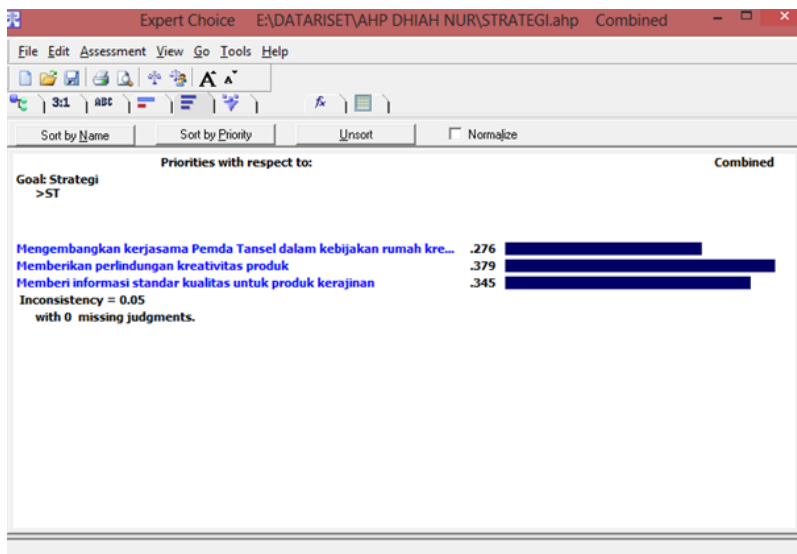 Expert Choice E:\DATARISET\AHP DHIAH NUR\STRATEGI.ahp Combined
File Edit Assessment View Go Tools Help
3:1 ABC fx
Sort by Name Sort by Priority Unsort Normalize
Priorities with respect to: Combined
Goal: Strategi
>ST
Mengembangkan kerjasama Pemda Tansel dalam kebijakan rumah kre... .276
Memberikan perlindungan kreativitas produk .379
Memberi informasi standar kualitas untuk produk kerajinan .345
Inconsistency = 0.05
with 0 missing judgments.